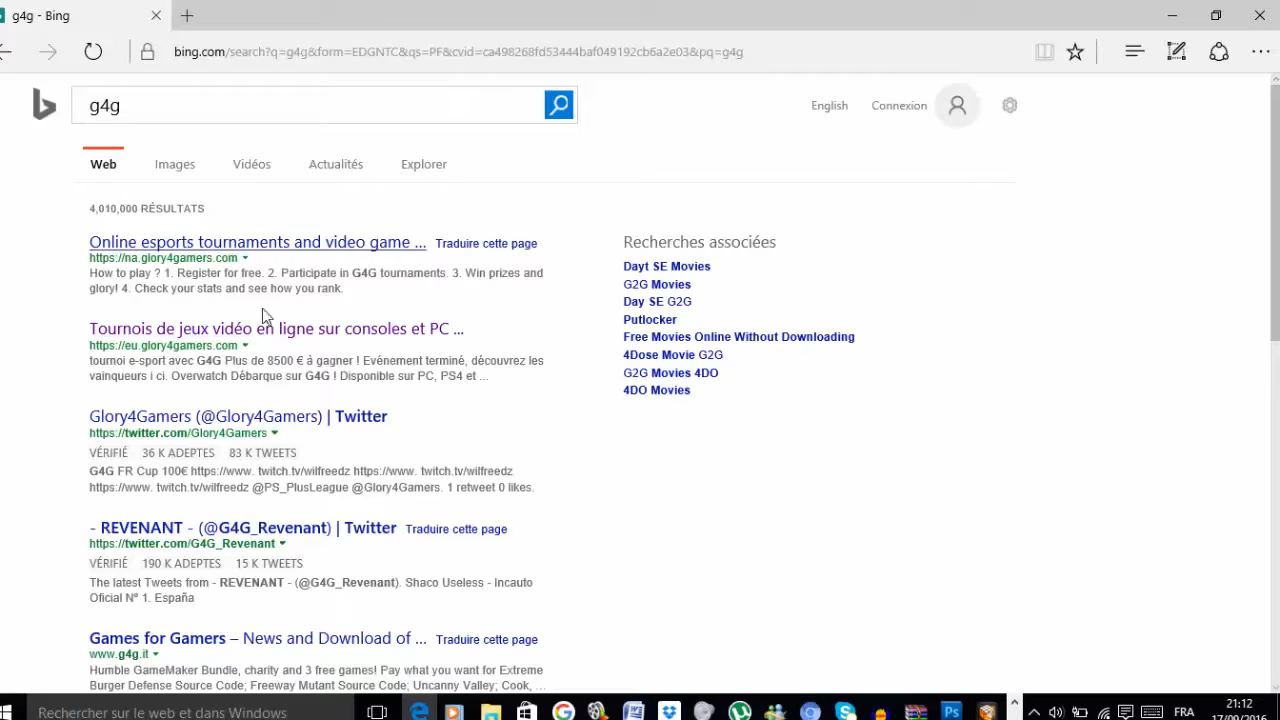 g4g - Bing
bing.com/search?q=g4g&form=EDGNTC&qs=PF&cvid=ca498268fd53444baf049192cb6a2e03&pq=g4g
g4g
English Connexion
Web Images Vidéos Actualités Explorer
4,010,000 RÉSULTATS
Online esports tournaments and video game ... Traduire cette page
https://na.glory4gamers.com
How to play ? 1. Register for free. 2. Participate in G4G tournaments. 3. Win prizes and
glory! 4. Check your stats and see how you rank.
Tournois de jeux vidéo en ligne sur consoles et PC ...
https://eu.glory4gamers.com
tournoi e-sport avec G4G Plus de 8500 € à gagner ! Evénement terminé, découvrez les
vainqueurs i ci. Overwatch Débarque sur G4G ! Disponible sur PC, PS4 et ...
Glory4Gamers (@Glory4Gamers) | Twitter
https://twitter.com/Glory4Gamers
VÉRIFIÉ 36 K ADEPTES 83 K TWEETS
G4G FR Cup 100€ https://www. twitch.tv/wilfreedz https://www. twitch.tv/wilfreedz
https://www. twitch.tv/wilfreedz @PS_PlusLeague @Glory4Gamers. 1 retweet 0 likes.
- REVENANT - (@G4G_Revenant) | Twitter Traduire cette page
https://twitter.com/G4G_Revenant
VÉRIFIÉ 190 K ADEPTES 15 K TWEETS
The latest Tweets from - REVENANT - (@G4G_Revenant). Shaco Useless - Incauto
Oficial Nº 1. España
Games for Gamers – News and Download of ... Traduire cette page
www.g4g.it
Humble GameMaker Bundle, charity and 3 free games! Pay what you want for Extreme
Burger Defense Source Code; Freeway Mutant Source Code; Uncanny Valley; Cook, ...
Recherches associées
Dayt SE Movies
G2G Movies
Day SE G2G
Putlocker
Free Movies Online Without Downloading
4Dose Movie G2G
G2G Movies 4DO
4DO Movies
Rechercher sur le web et dans Windows
FRA
21:12